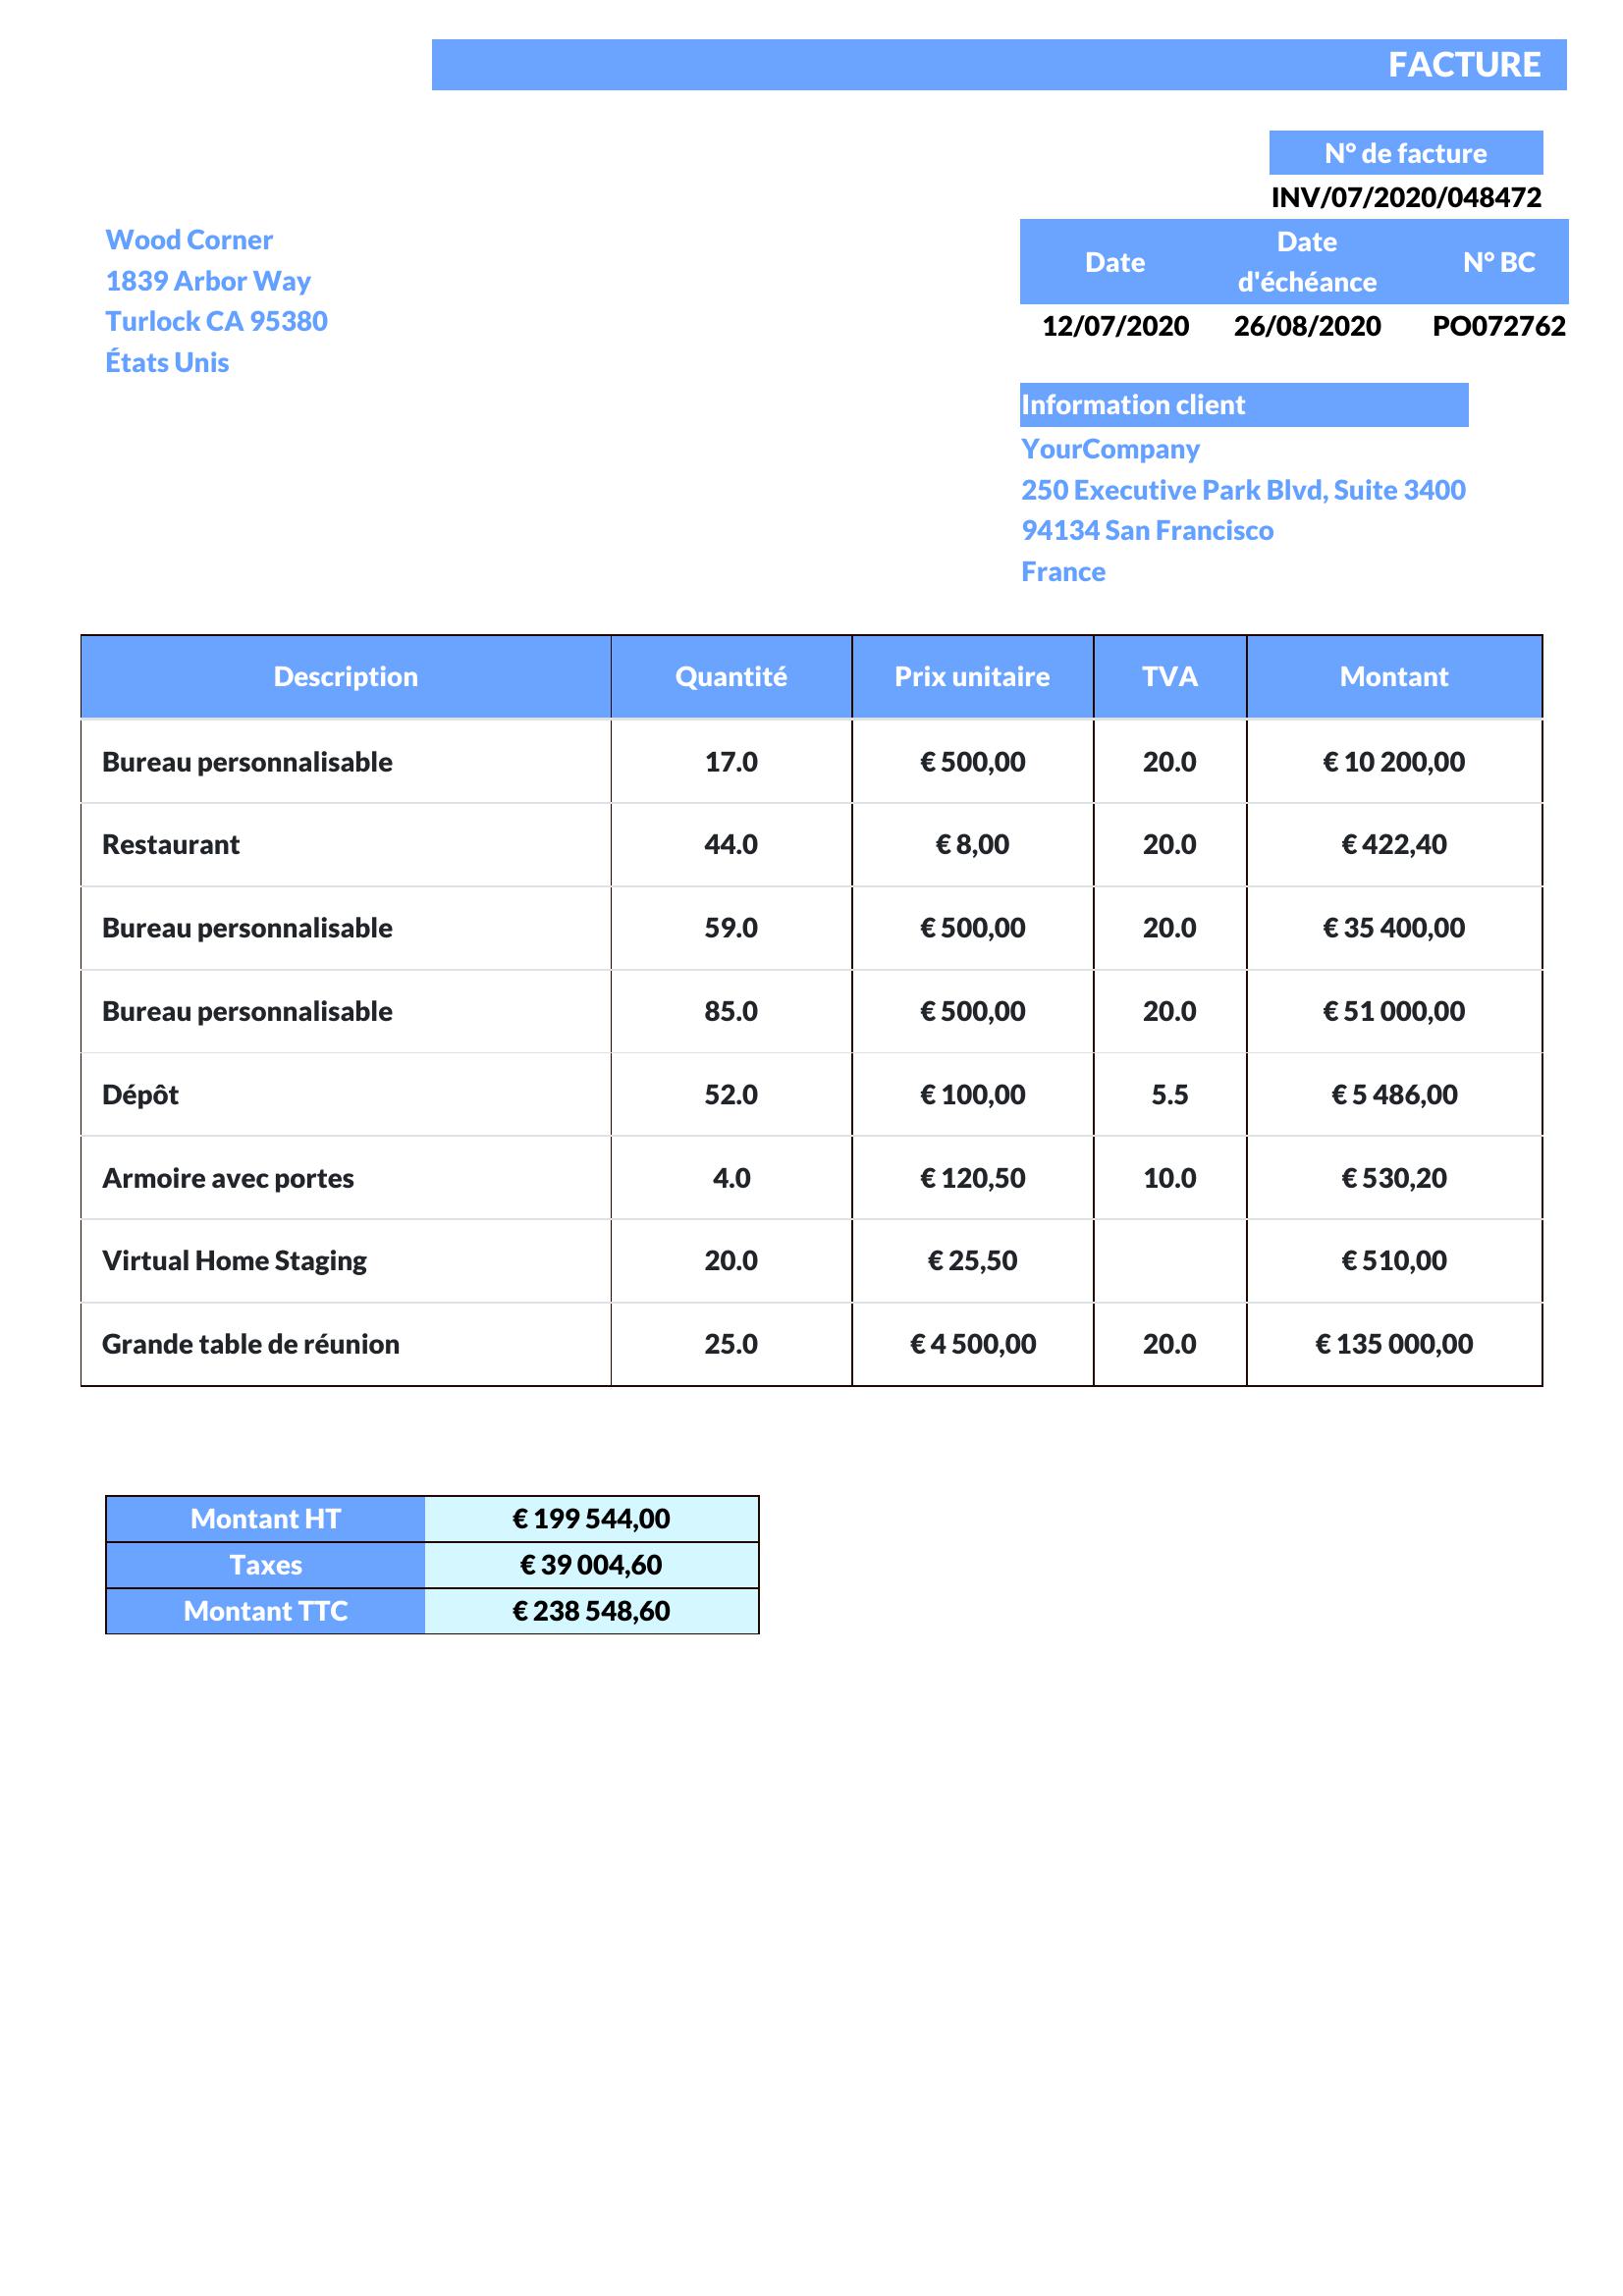 FACTURE
N° de facture
INV/07/2020/048472
Wood Corner
1839 Arbor Way
Turlock CA 95380
États Unis
Date Date d'échéance N° BC
12/07/2020 26/08/2020 PO072762
Information client
YourCompany
250 Executive Park Blvd, Suite 3400
94134 San Francisco
France
Description Quantité Prix unitaire TVA Montant
Bureau personnalisable 17.0 € 500,00 20.0 € 10 200,00
Restaurant 44.0 € 8,00 20.0 € 422,40
Bureau personnalisable 59.0 € 500,00 20.0 € 35 400,00
Bureau personnalisable 85.0 € 500,00 20.0 € 51 000,00
Dépôt 52.0 € 100,00 5.5 € 5 486,00
Armoire avec portes 4.0 € 120,50 10.0 € 530,20
Virtual Home Staging 20.0 € 25,50 € 510,00
Grande table de réunion 25.0 € 4 500,00 20.0 € 135 000,00
Montant HT € 199 544,00
Taxes € 39 004,60
Montant TTC € 238 548,60